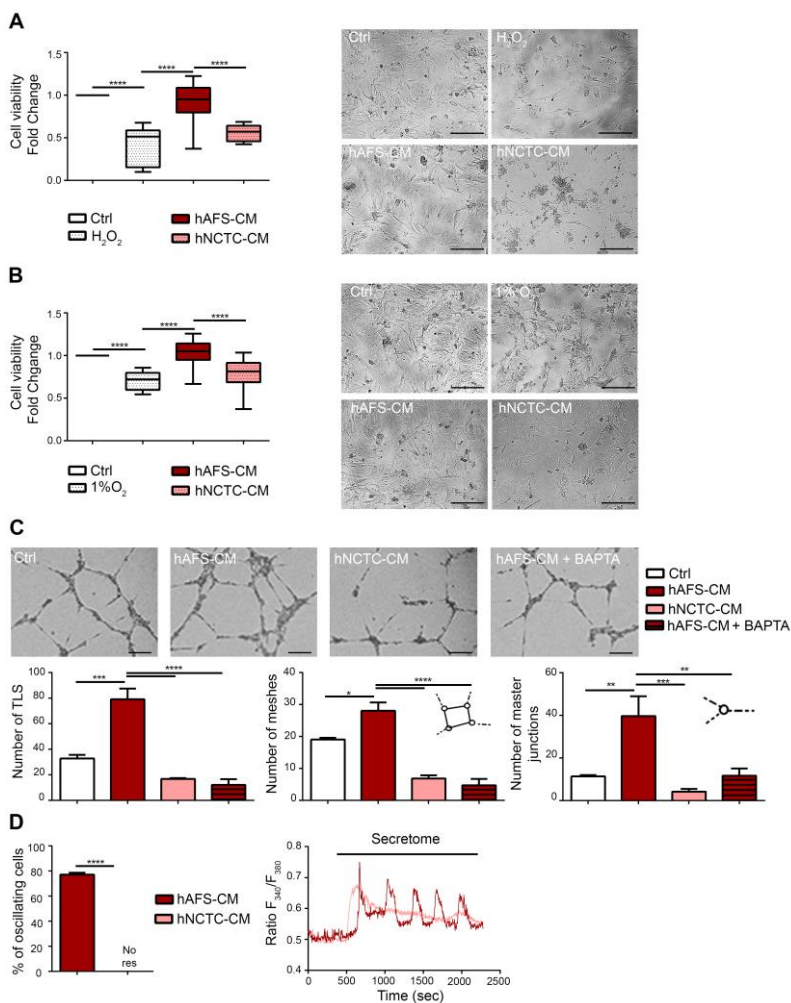 A
Cell viability
Fold Change
1.5
1.0
0.5
0.0
****
****
****
Ctrl
H₂O₂
hAFS-CM
hNCTC-CM
Ctrl
H₂O₂
hAFS-CM
hNCTC-CM
B
Cell viability
Fold Chgange
1.5
1.0
0.5
0.0
****
****
****
Ctrl
1%O₂
hAFS-CM
hNCTC-CM
Ctrl
1%O₂
hAFS-CM
hNCTC-CM
C
Ctrl
hAFS-CM
hNCTC-CM
hAFS-CM + BAPTA
Ctrl
hAFS-CM
hNCTC-CM
hAFS-CM + BAPTA
Number of TLS
100
80
60
40
20
0
***
****
Number of meshes
40
30
20
10
0
*
****
Number of master
junctions
60
40
20
0
**
***
**
D
% of oscillating cells
100
80
60
40
20
0
****
No
res
hAFS-CM
hNCTC-CM
Secretome
Ratio F₃₄₀/F₃₈₀
0.8
0.7
0.6
0.5
0.4
0 500 1000 1500 2000 2500
Time (sec)